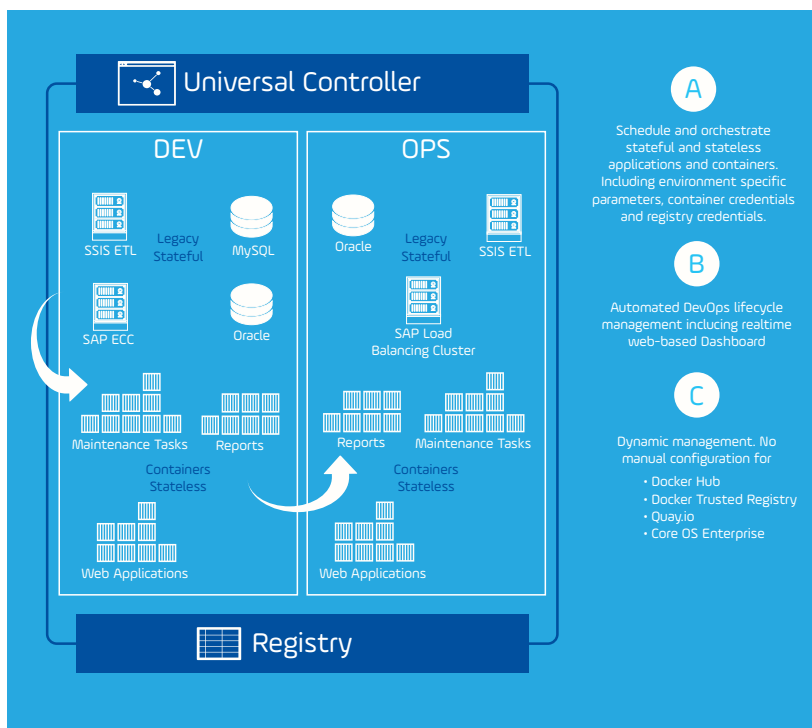 Universal Controller
DEV
SSIS ETL
Legacy
Stateful
MySQL
SAP ECC
Oracle
Maintenance Tasks
Reports
Containers
Stateless
Web Applications
OPS
Oracle
Legacy
Stateful
SSIS ETL
SAP Load
Balancing Cluster
Reports
Maintenance Tasks
Containers
Stateless
Web Applications
Registry
A
Schedule and orchestrate
stateful and stateless
applications and containers.
Including environment specific
parameters, container credentials
and registry credentials.
B
Automated DevOps lifecycle
management including realtime
web-based Dashboard
C
Dynamic management. No
manual configuration for
• Docker Hub
• Docker Trusted Registry
• Quay.io
• Core OS Enterprise